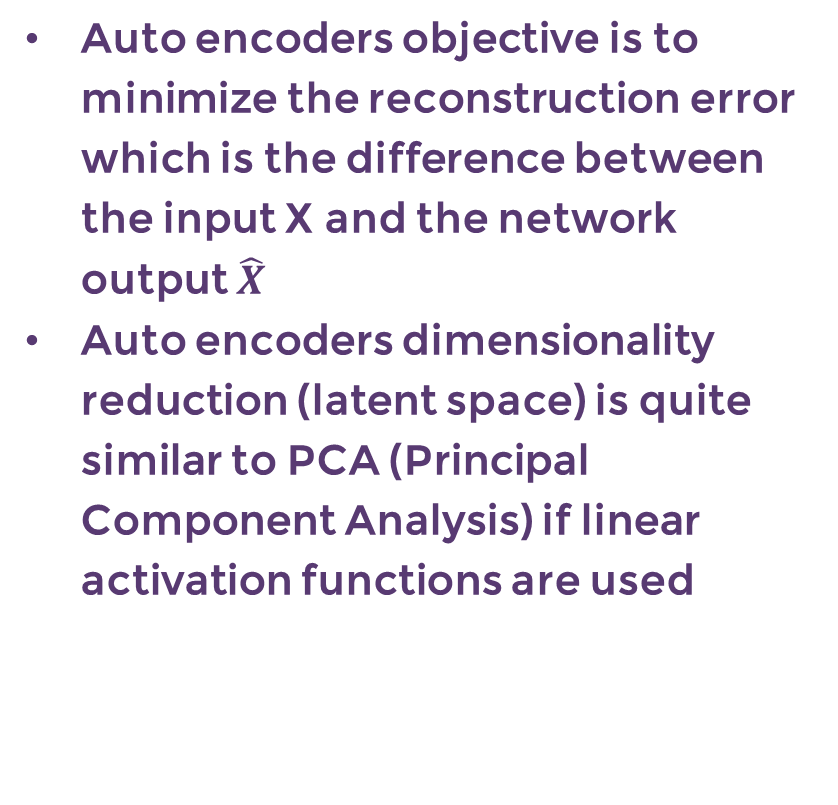 • Auto encoders objective is to
minimize the reconstruction error
which is the difference between
the input X and the network
output X̂
• Auto encoders dimensionality
reduction (latent space) is quite
similar to PCA (Principal
Component Analysis) if linear
activation functions are used